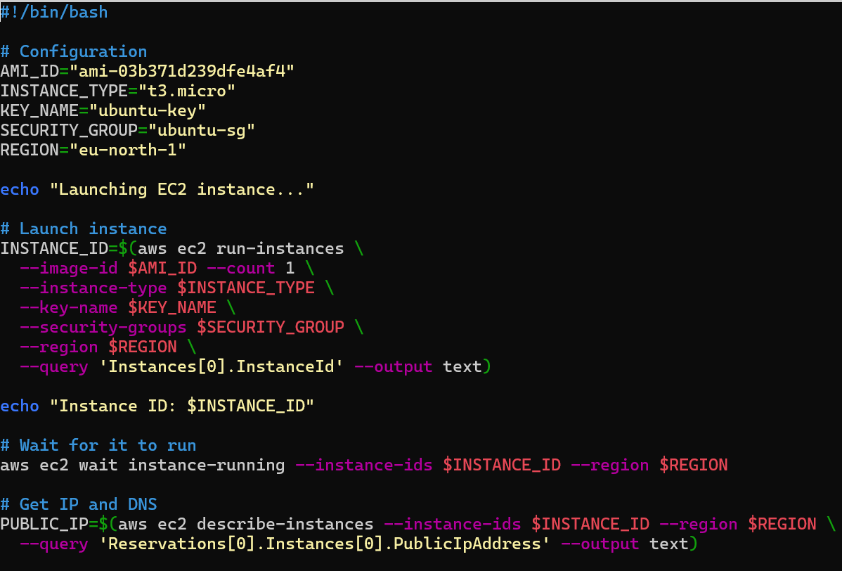 #!/bin/bash
# Configuration
AMI_ID="ami-03b371d239dfe4af4"
INSTANCE_TYPE="t3.micro"
KEY_NAME="ubuntu-key"
SECURITY_GROUP="ubuntu-sg"
REGION="eu-north-1"
echo "Launching EC2 instance..."
# Launch instance
INSTANCE_ID=$(aws ec2 run-instances \
  --image-id $AMI_ID --count 1 \
  --instance-type $INSTANCE_TYPE \
  --key-name $KEY_NAME \
  --security-groups $SECURITY_GROUP \
  --region $REGION \
  --query 'Instances[0].InstanceId' --output text)
echo "Instance ID: $INSTANCE_ID"
# Wait for it to run
aws ec2 wait instance-running --instance-ids $INSTANCE_ID --region $REGION
# Get IP and DNS
PUBLIC_IP=$(aws ec2 describe-instances --instance-ids $INSTANCE_ID --region $REGION \
  --query 'Reservations[0].Instances[0].PublicIpAddress' --output text)